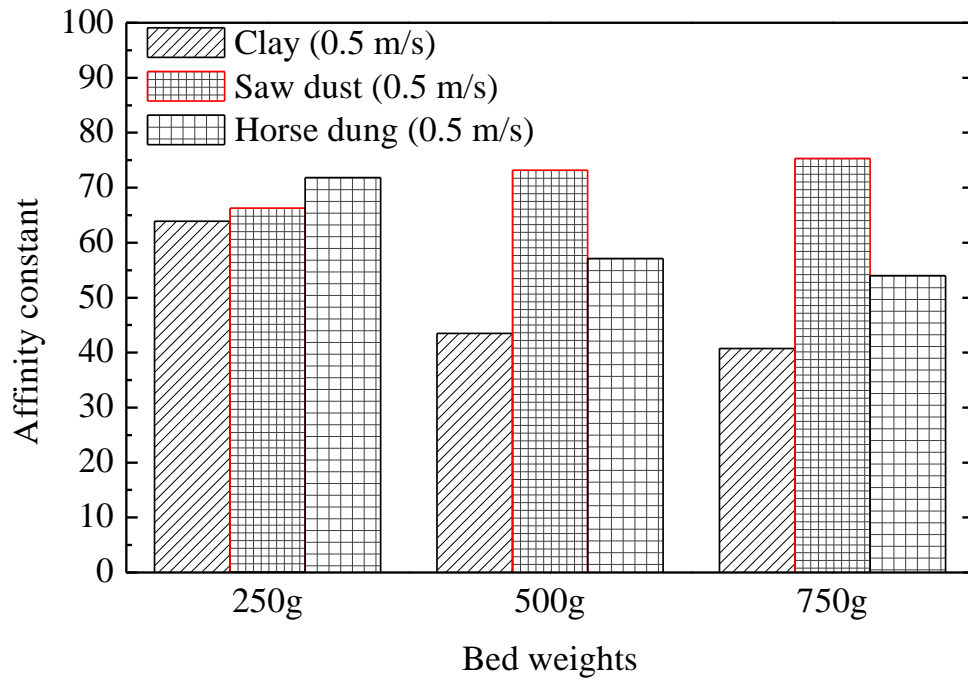 100
90
80
70
60
50
40
30
20
10
0
Affinity constant
Clay (0.5 m/s)
Saw dust (0.5 m/s)
Horse dung (0.5 m/s)
250g
500g
750g
Bed weights